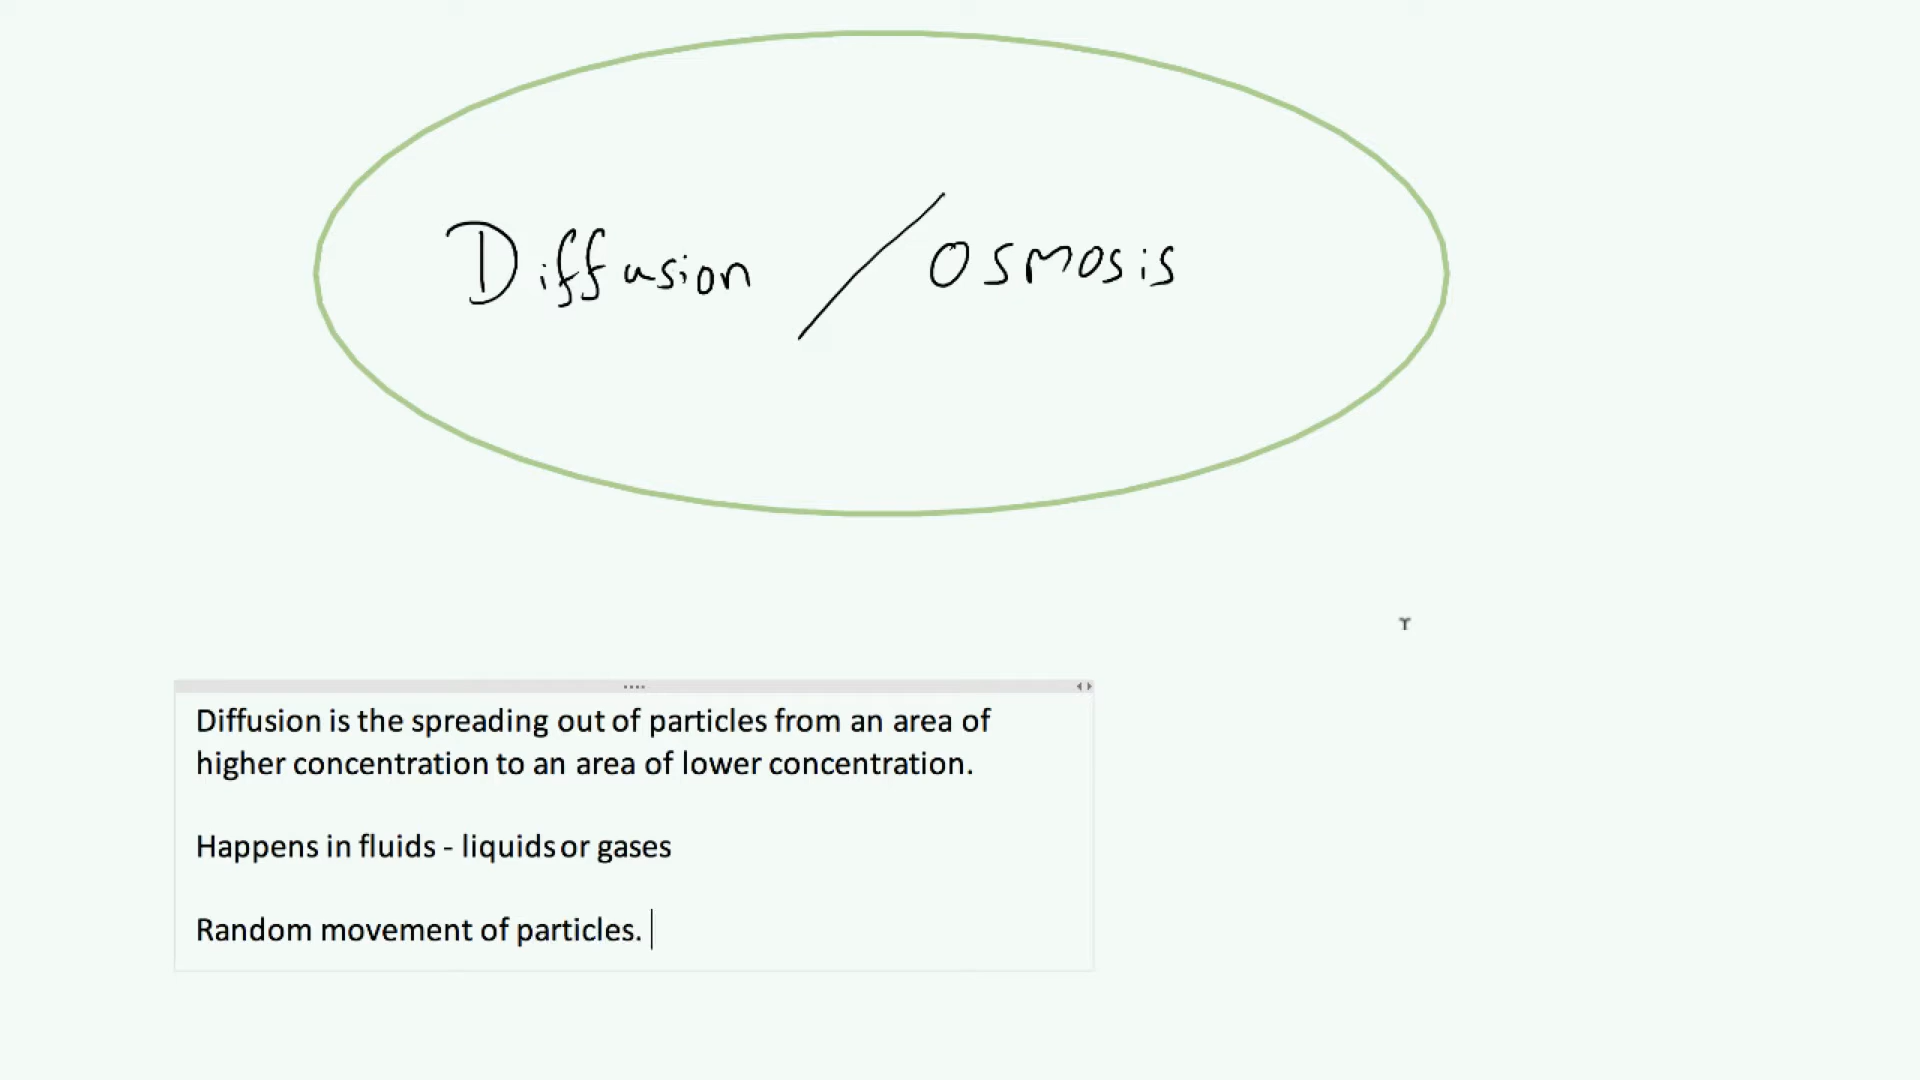 Diffusion / Osmosis
Diffusion is the spreading out of particles from an area of
higher concentration to an area of lower concentration.
Happens in fluids - liquids or gases
Random movement of particles.